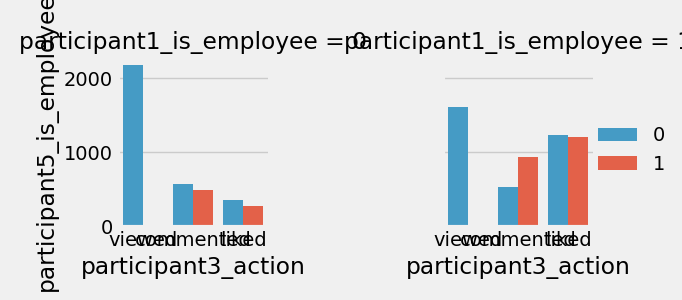 participant1_is_employee = 0
participant1_is_employee = 1
participant5_is_employee
2000
1000
0
viewed
commented
liked
viewed
commented
liked
participant3_action
participant3_action
0
1